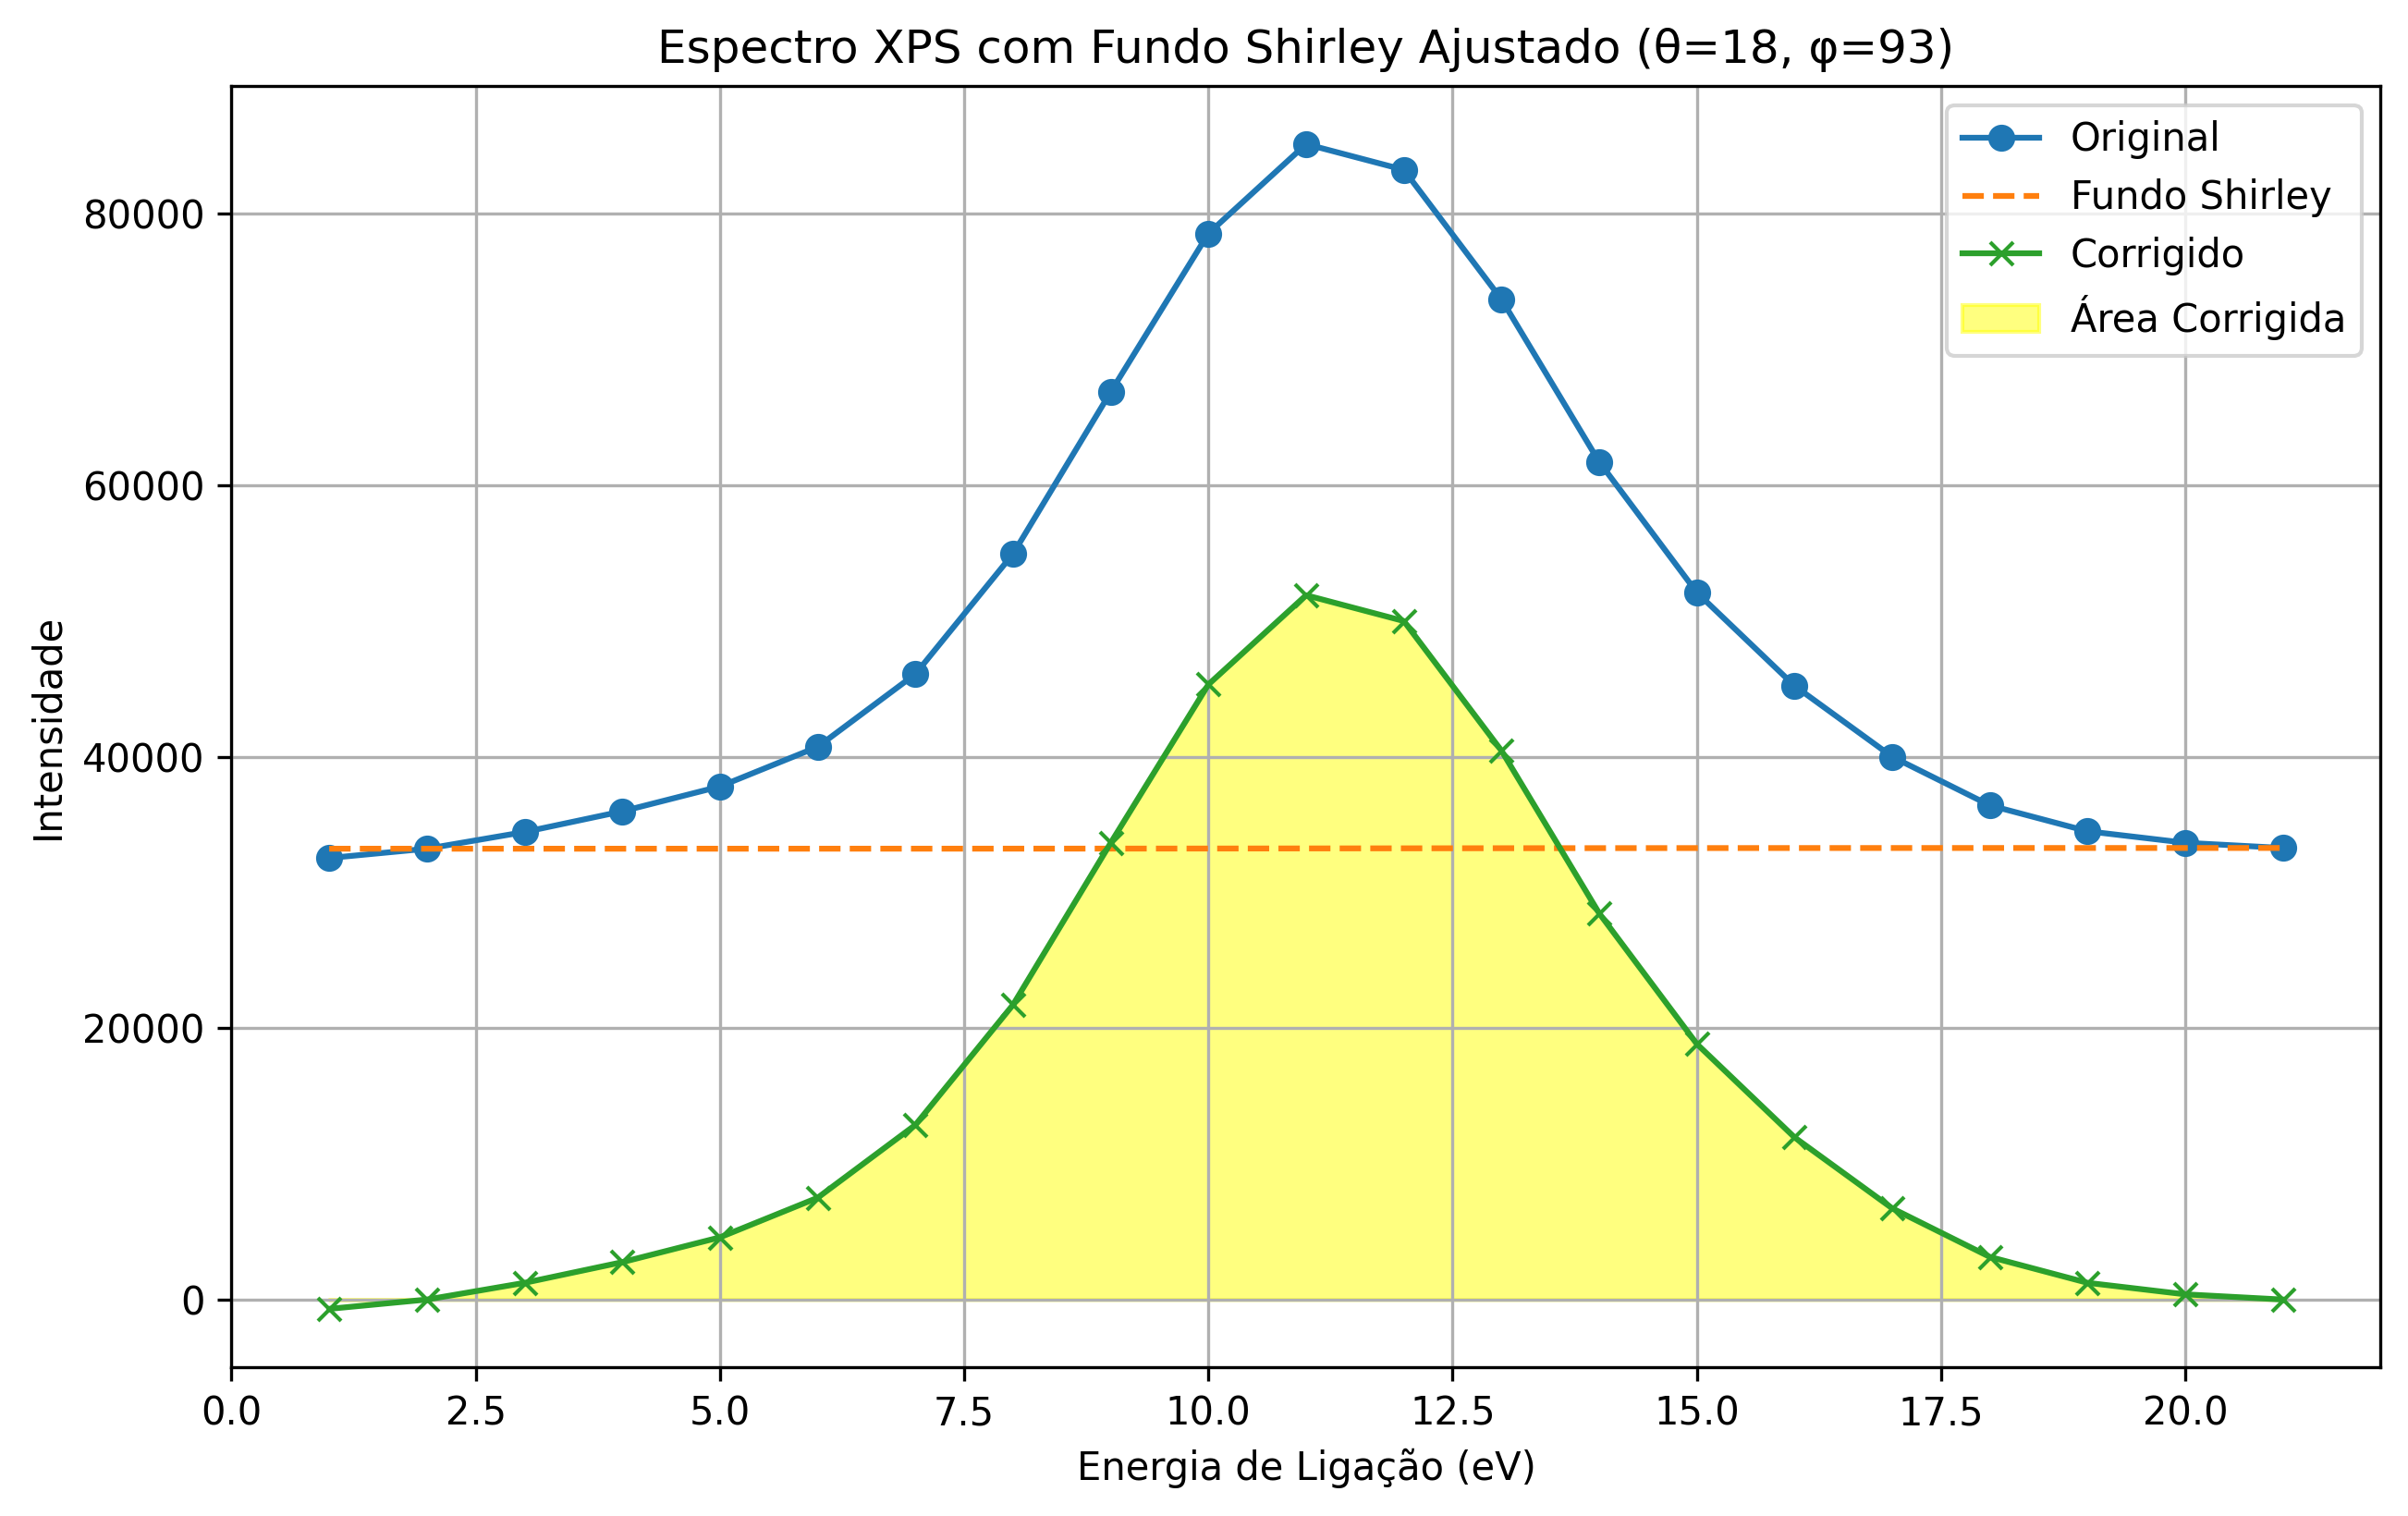 Espectro XPS com Fundo Shirley Ajustado (θ=18, φ=93)
Original
Fundo Shirley
Corrigido
Área Corrigida
Intensidade
80000
60000
40000
20000
0
0.0 2.5 5.0 7.5 10.0 12.5 15.0 17.5 20.0
Energia de Ligação (eV)